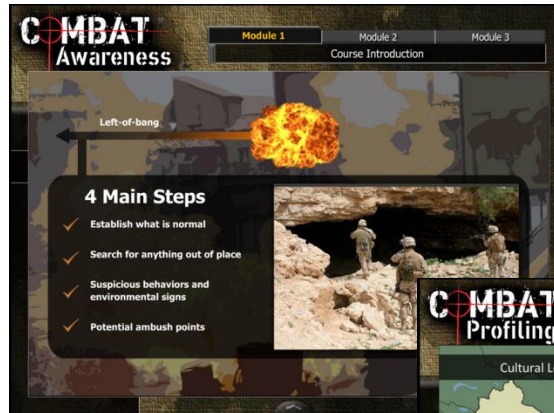 COMBAT
Awareness
Module 1
Module 2
Module 3
Course Introduction
Left-of-bang
4 Main Steps
Establish what is normal
Search for anything out of place
Suspicious behaviors and
environmental signs
Potential ambush points
COMBAT
Profiling
Cultural